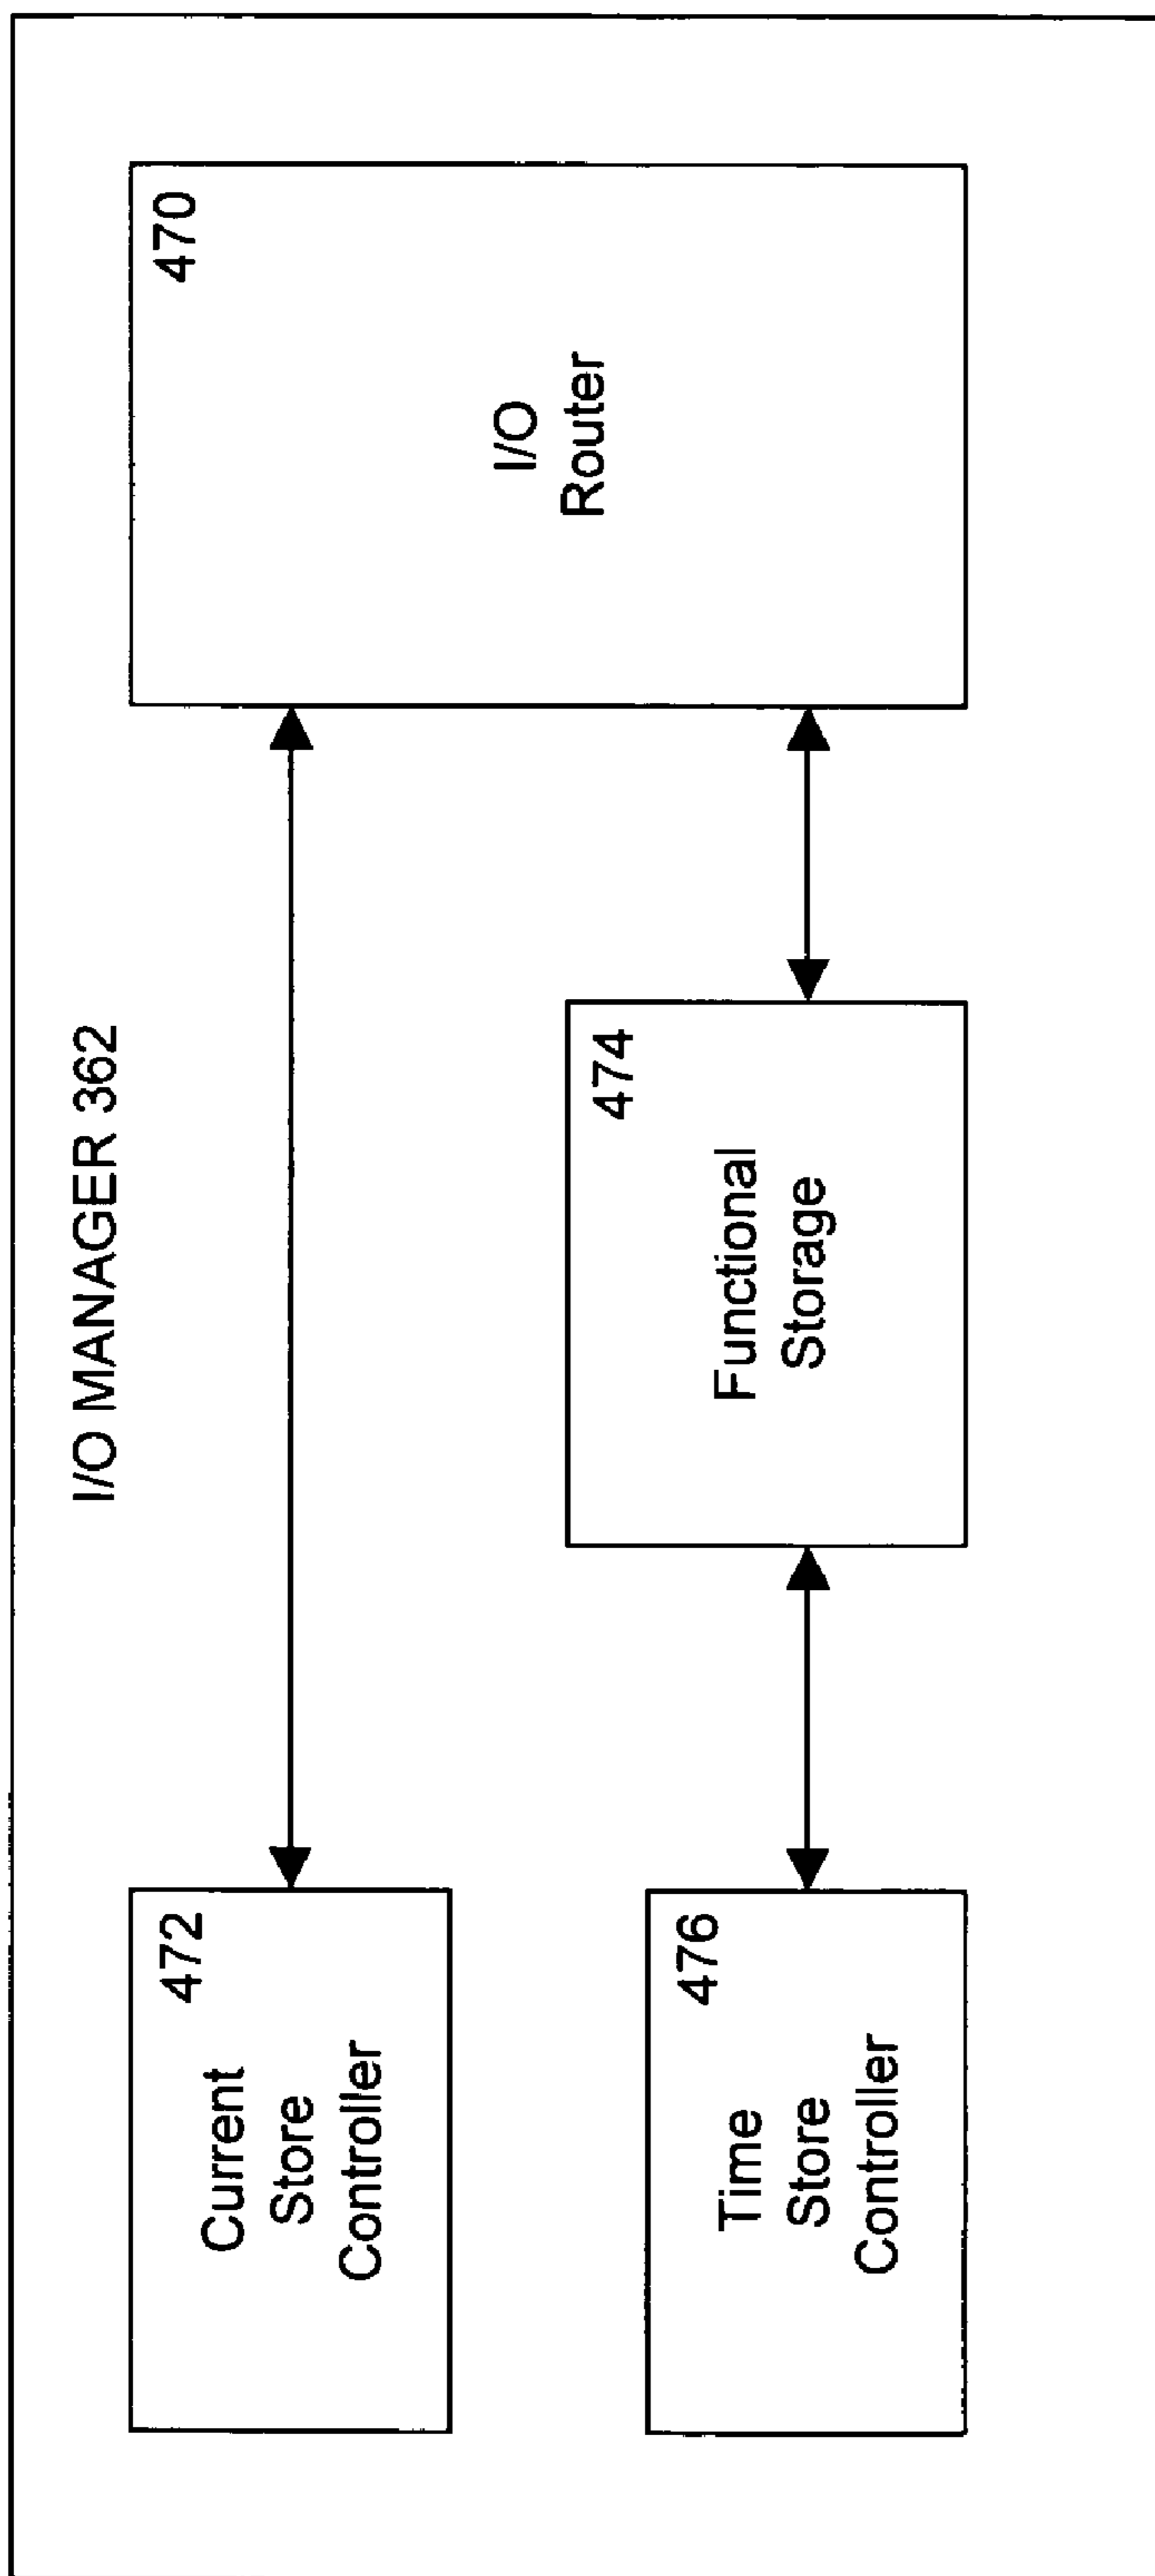 I/O MANAGER 362
472
Current
Store
Controller
470
I/O
Router
476
Time
Store
Controller
474
Functional
Storage